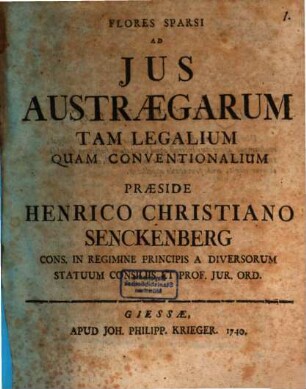 1.
FLORES SPARSI
AD
JUS
AUSTRÆGARUM
TAM LEGALIUM
QUAM CONVENTIONALIUM
PRÆSIDE
HENRICO CHRISTIANO
SENCKENBERG
CONS. IN REGIMINE PRINCIPIS A DIVERSORUM
STATUUM CONSILIIS, ET PROF. JUR. ORD.
GIESSÆ,
APUD JOH. PHILIPP. KRIEGER. 1740.